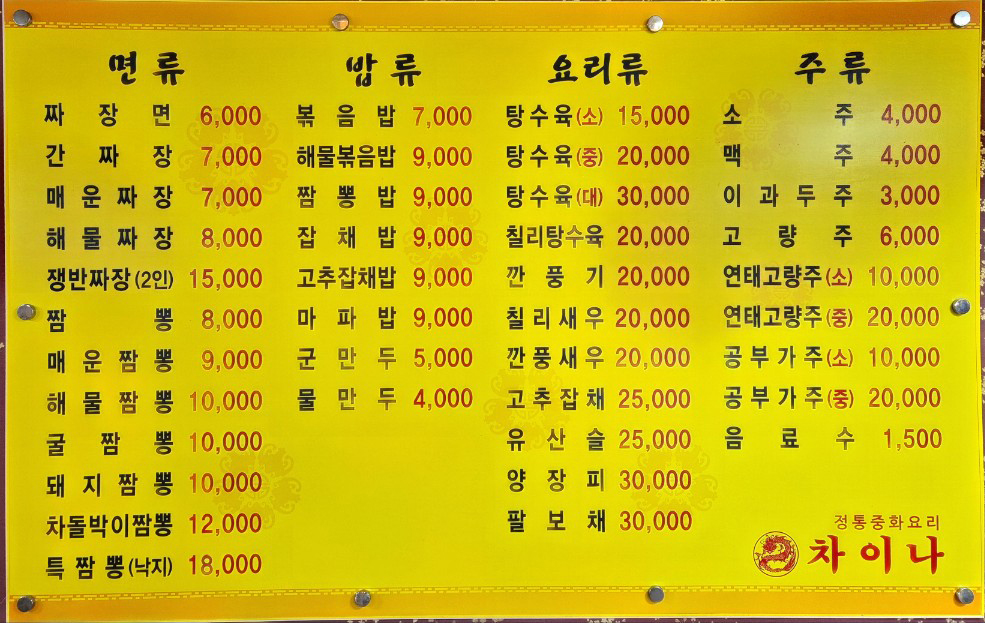 면류
짜장면 6,000
간짜장 7,000
매운짜장 7,000
해물짜장 8,000
쟁반짜장(2인) 15,000
짬뽕 8,000
매운짬뽕 9,000
해물짬뽕 10,000
굴짬뽕 10,000
돼지짬뽕 10,000
차돌박이짬뽕 12,000
특짬뽕(낙지) 18,000
밥류
볶음밥 7,000
해물볶음밥 9,000
짬뽕밥 9,000
잡채밥 9,000
고추잡채밥 9,000
마파밥 9,000
군만두 5,000
물만두 4,000
요리류
탕수육(소) 15,000
탕수육(중) 20,000
탕수육(대) 30,000
칠리탕수육 20,000
깐풍기 20,000
칠리새우 20,000
깐풍새우 20,000
고추잡채 25,000
유산슬 25,000
양장피 30,000
팔보채 30,000
주류
소주 4,000
맥주 4,000
이과두주 3,000
고량주 6,000
연태고량주(소) 10,000
연태고량주(중) 20,000
공부가주(소) 10,000
공부가주(중) 20,000
음료수 1,500
정통중화요리
차이나